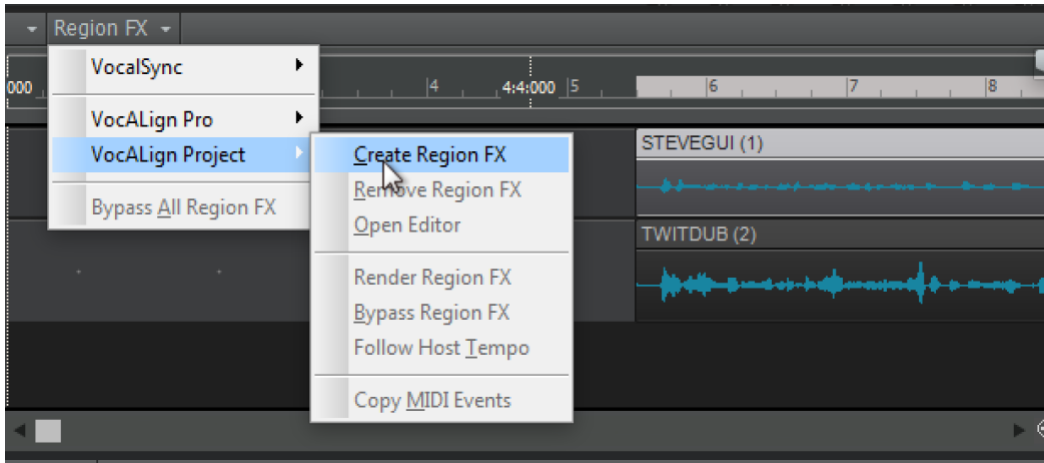 Region FX
VocalSync
000
4
4:4:000
5
6
7
8
VocALign Pro
VocALign Project
Create Region FX
STEVEGUI (1)
Remove Region FX
Bypass All Region FX
Open Editor
TWITDUB (2)
Render Region FX
Bypass Region FX
Follow Host Tempo
Copy MIDI Events